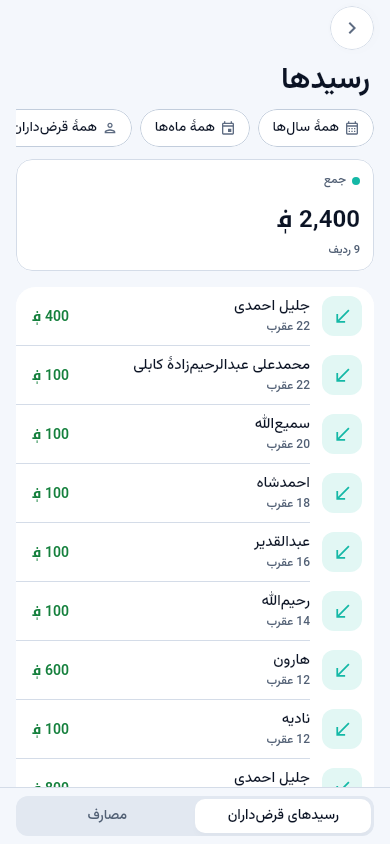 رسیدها
همهٔ سال‌ها
همهٔ ماه‌ها
همهٔ قرض‌داران
جمع
2,400 ؋
9 ردیف
جلیل احمدی
22 عقرب
400 ؋
محمدعلی عبدالرحیم‌زادهٔ کابلی
22 عقرب
100 ؋
سمیع‌الله
20 عقرب
100 ؋
احمدشاه
18 عقرب
100 ؋
عبدالقدیر
16 عقرب
100 ؋
رحیم‌الله
14 عقرب
100 ؋
هارون
12 عقرب
600 ؋
نادیه
12 عقرب
100 ؋
جلیل احمدی
800 ؋
رسیدهای قرض‌داران
مصارف